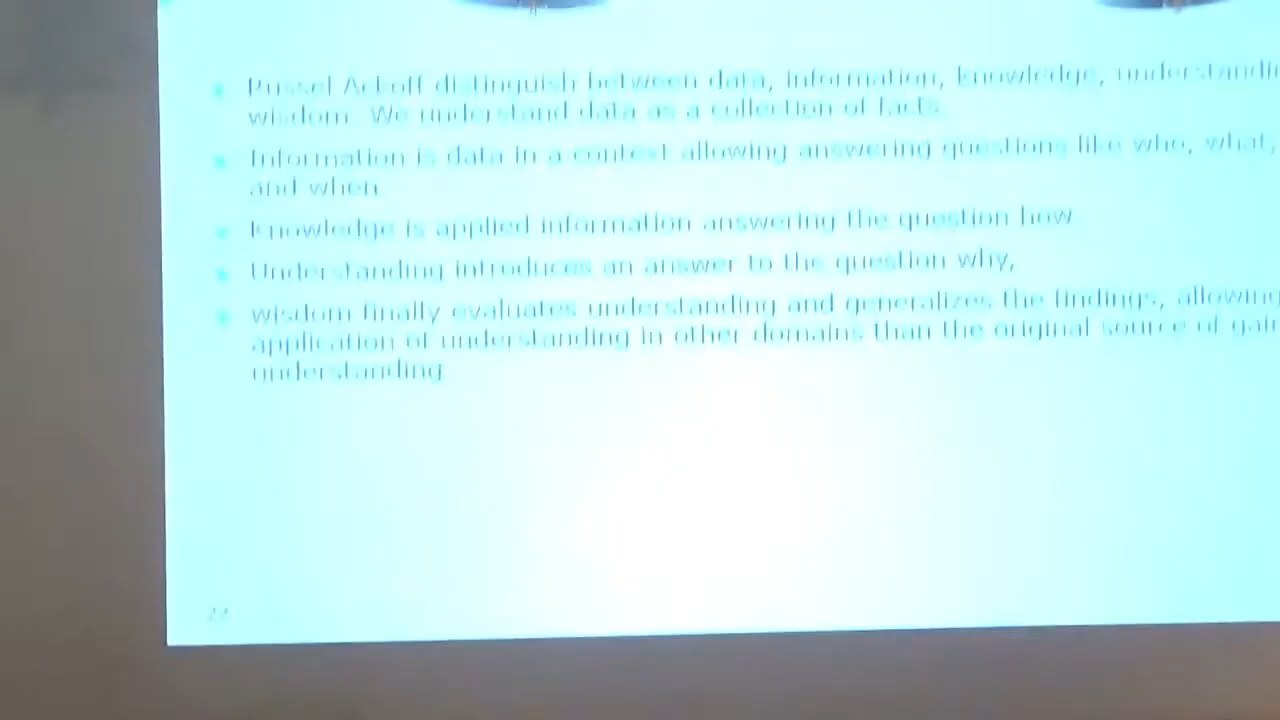 Russel Ackoff distinguish between data, information, knowledge, understandi
wisdom. We understand data as a collection of facts.
Information is data in a context allowing answering questions like who, what,
and when
Knowledge is applied information answering the question how
Understanding introduces an answer to the question why,
wisdom finally evaluates understanding and generalizes the findings, allowing
application of understanding in other domains than the original source of gai
understanding